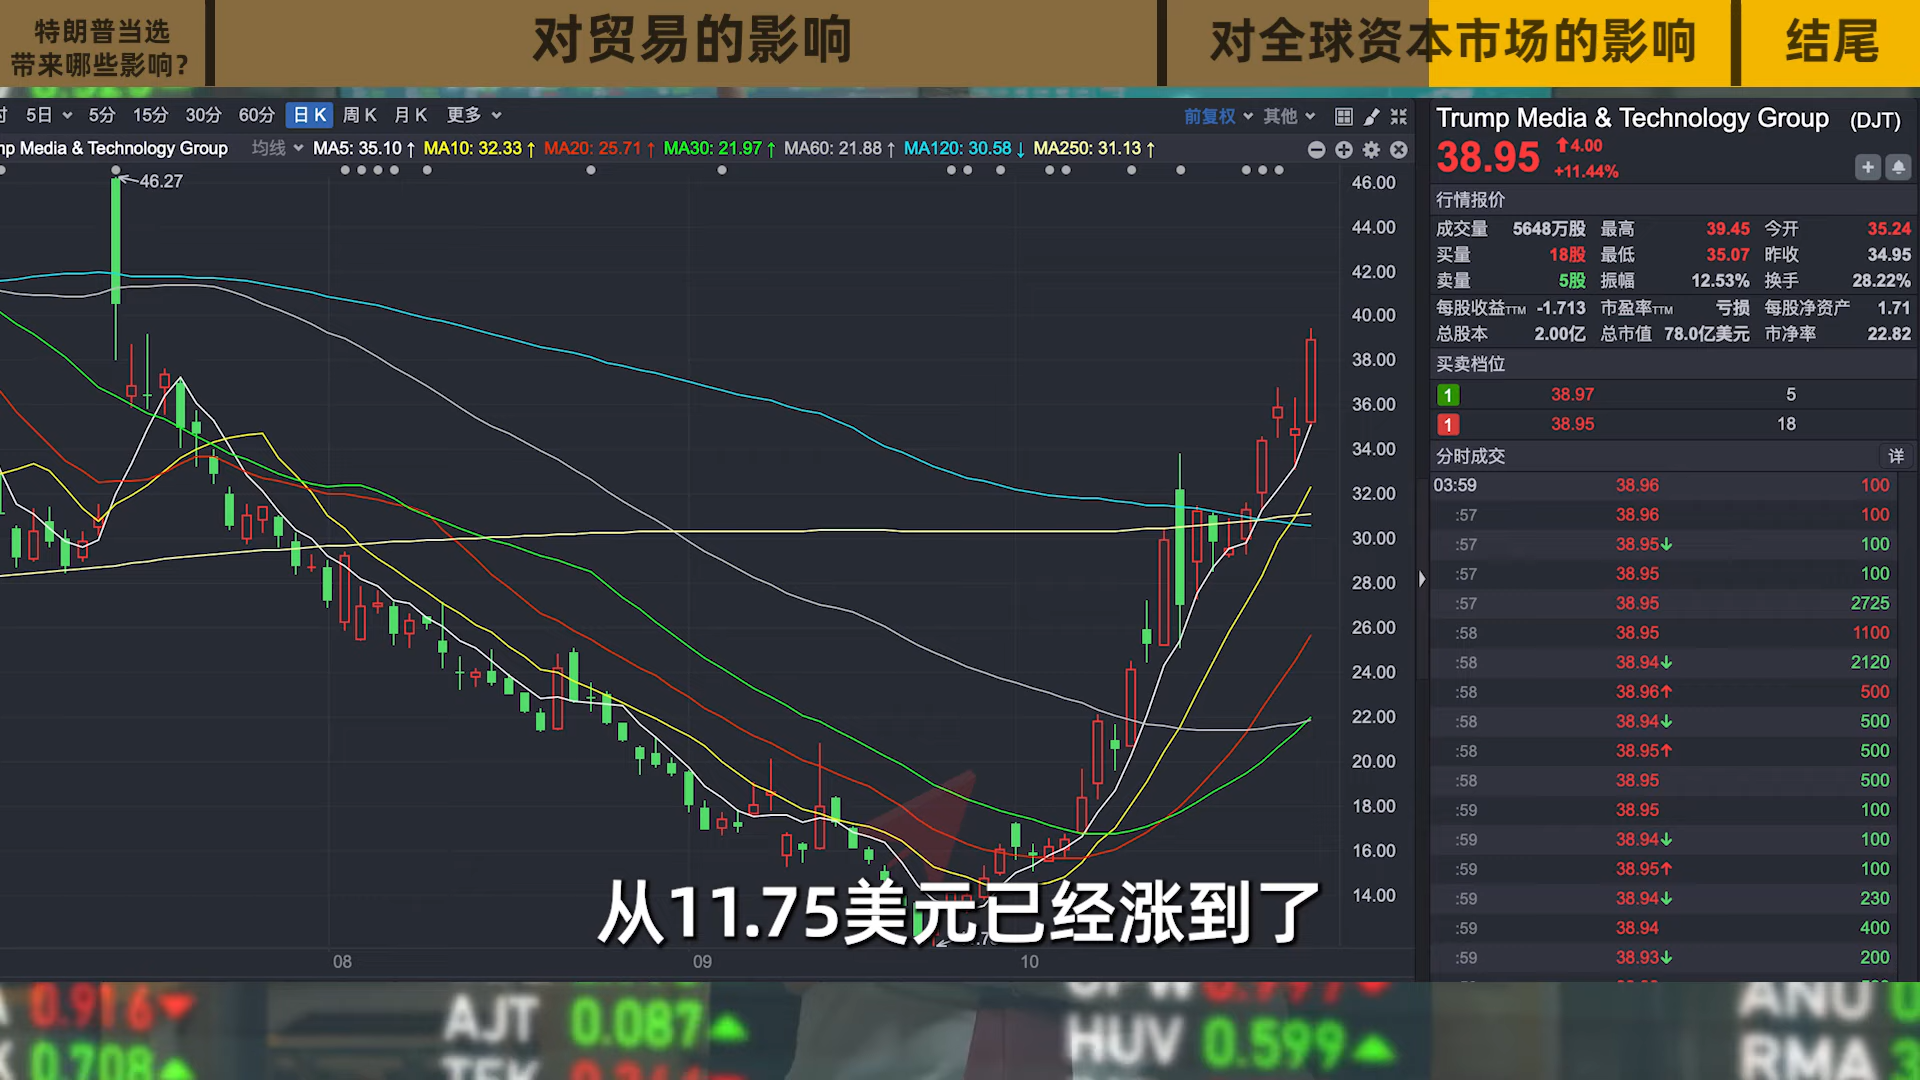 特朗普当选
带来哪些影响?
对贸易的影响
对全球资本市场的影响
结尾
5日 5分 15分 30分 60分 日K 周K 月K 更多
前复权 其他
mp Media & Technology Group 均线 MA5: 35.10↑ MA10: 32.33↑ MA20: 25.71↑ MA30: 21.97↑ MA60: 21.88↑ MA120: 30.58↓ MA250: 31.13↑
46.27
46.00
44.00
42.00
40.00
38.00
36.00
34.00
32.00
30.00
28.00
26.00
24.00
22.00
20.00
18.00
16.00
14.00
08 09 10
Trump Media & Technology Group (DJT)
38.95 ↑4.00
+11.44%
行情报价
成交量 5648万股 最高 39.45 今开 35.24
买量 18股 最低 35.07 昨收 34.95
卖量 5股 振幅 12.53% 换手 28.22%
每股收益TTM -1.713 市盈率TTM 亏损 每股净资产 1.71
总股本 2.00亿 总市值 78.0亿美元 市净率 22.82
买卖档位
1 38.97 5
1 38.95 18
分时成交 详
03:59 38.96 100
:57 38.96 100
:57 38.95↓ 100
:57 38.95 100
:57 38.95 2725
:58 38.95 1100
:58 38.94↓ 2120
:58 38.96↑ 500
:58 38.94↓ 500
:58 38.95↑ 500
:58 38.95 500
:59 38.95 100
:59 38.94↓ 100
:59 38.95↑ 100
:59 38.94↓ 230
:59 38.94 400
:59 38.93↓ 200
从11.75美元已经涨到了
0.916
AJT 0.087
ANU
0.708
HUV 0.599
RMA